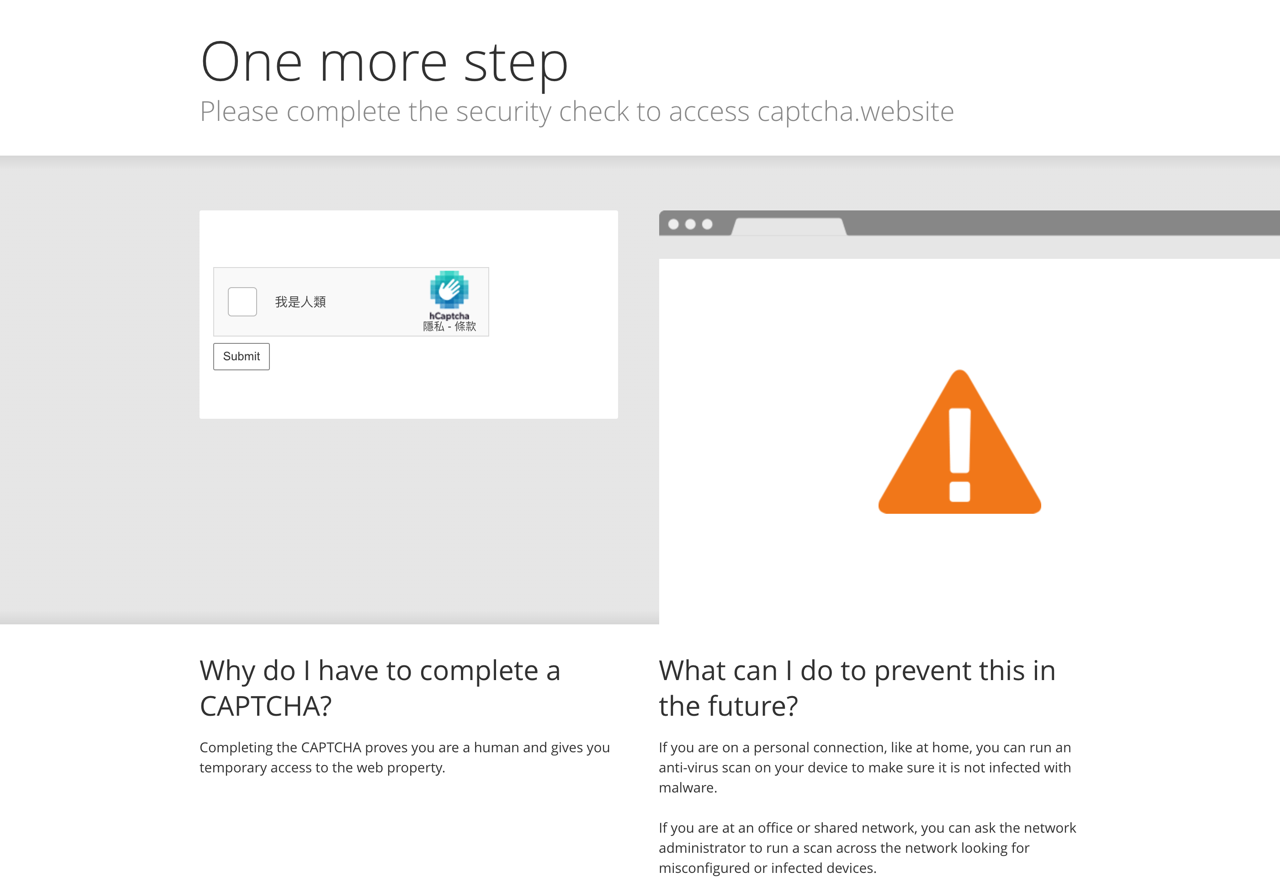 One more step
Please complete the security check to access captcha.website
我是人類
hCaptcha
隱私 - 條款
Submit
Why do I have to complete a
CAPTCHA?
Completing the CAPTCHA proves you are a human and gives you
temporary access to the web property.
What can I do to prevent this in
the future?
If you are on a personal connection, like at home, you can run an
anti-virus scan on your device to make sure it is not infected with
malware.
If you are at an office or shared network, you can ask the network
administrator to run a scan across the network looking for
misconfigured or infected devices.